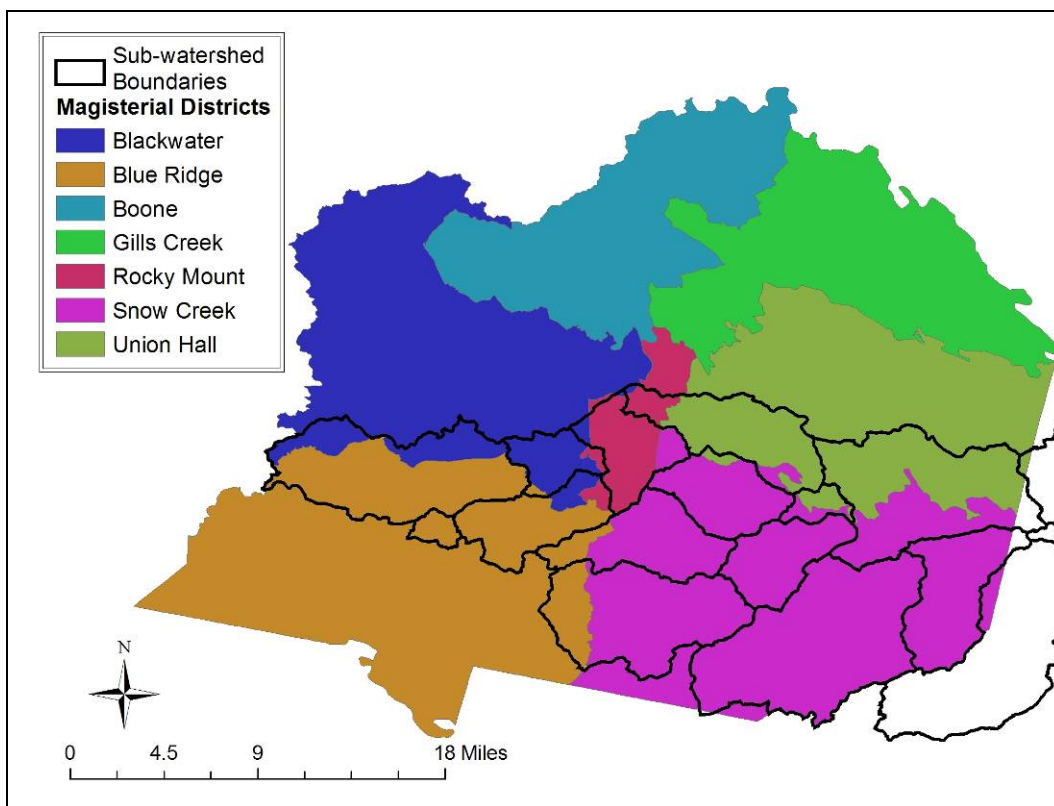 Sub-watershed
Boundaries
Magisterial Districts
Blackwater
Blue Ridge
Boone
Gills Creek
Rocky Mount
Snow Creek
Union Hall
N
0 4.5 9 18 Miles